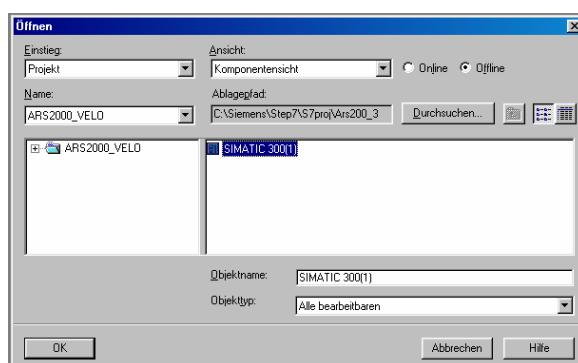 Öffnen
Einstieg:
Ansicht:
Projekt
Komponentensicht
Online
Offline
Name:
Ablagepfad:
ARS2000_VELO
C:\Siemens\Step7\S7proj\Ars200_3
Durchsuchen...
ARS2000_VELO
SIMATIC 300(1)
Objektname:
SIMATIC 300(1)
Objekttyp:
Alle bearbeitbaren
OK
Abbrechen
Hilfe